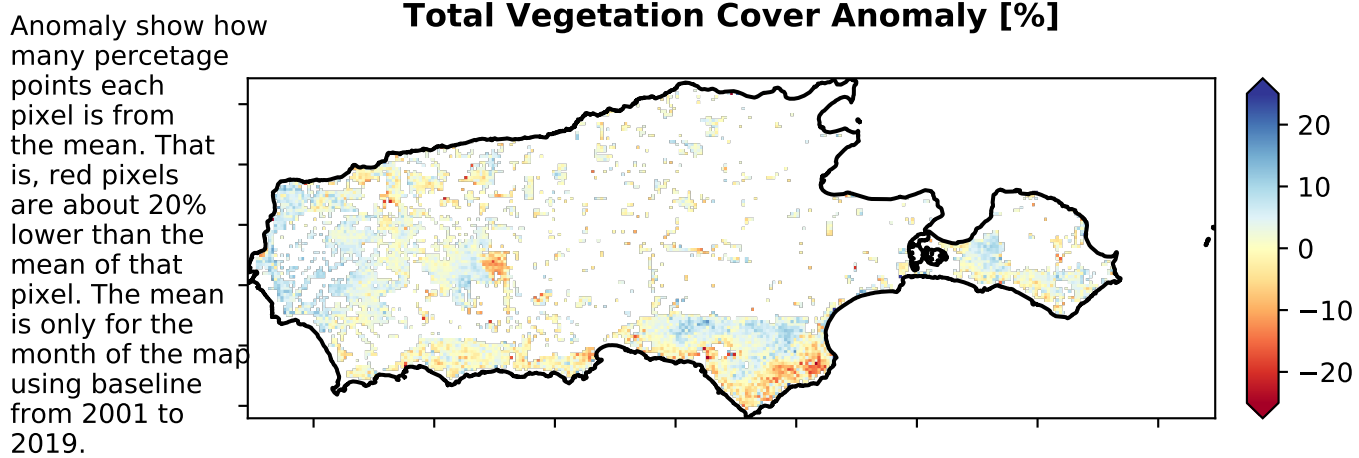 Total Vegetation Cover Anomaly [%]
Anomaly show how
many percetage
points each
pixel is from
the mean. That
is, red pixels
are about 20%
lower than the
mean of that
pixel. The mean
is only for the
month of the map
using baseline
from 2001 to
2019.
20
10
0
−10
−20